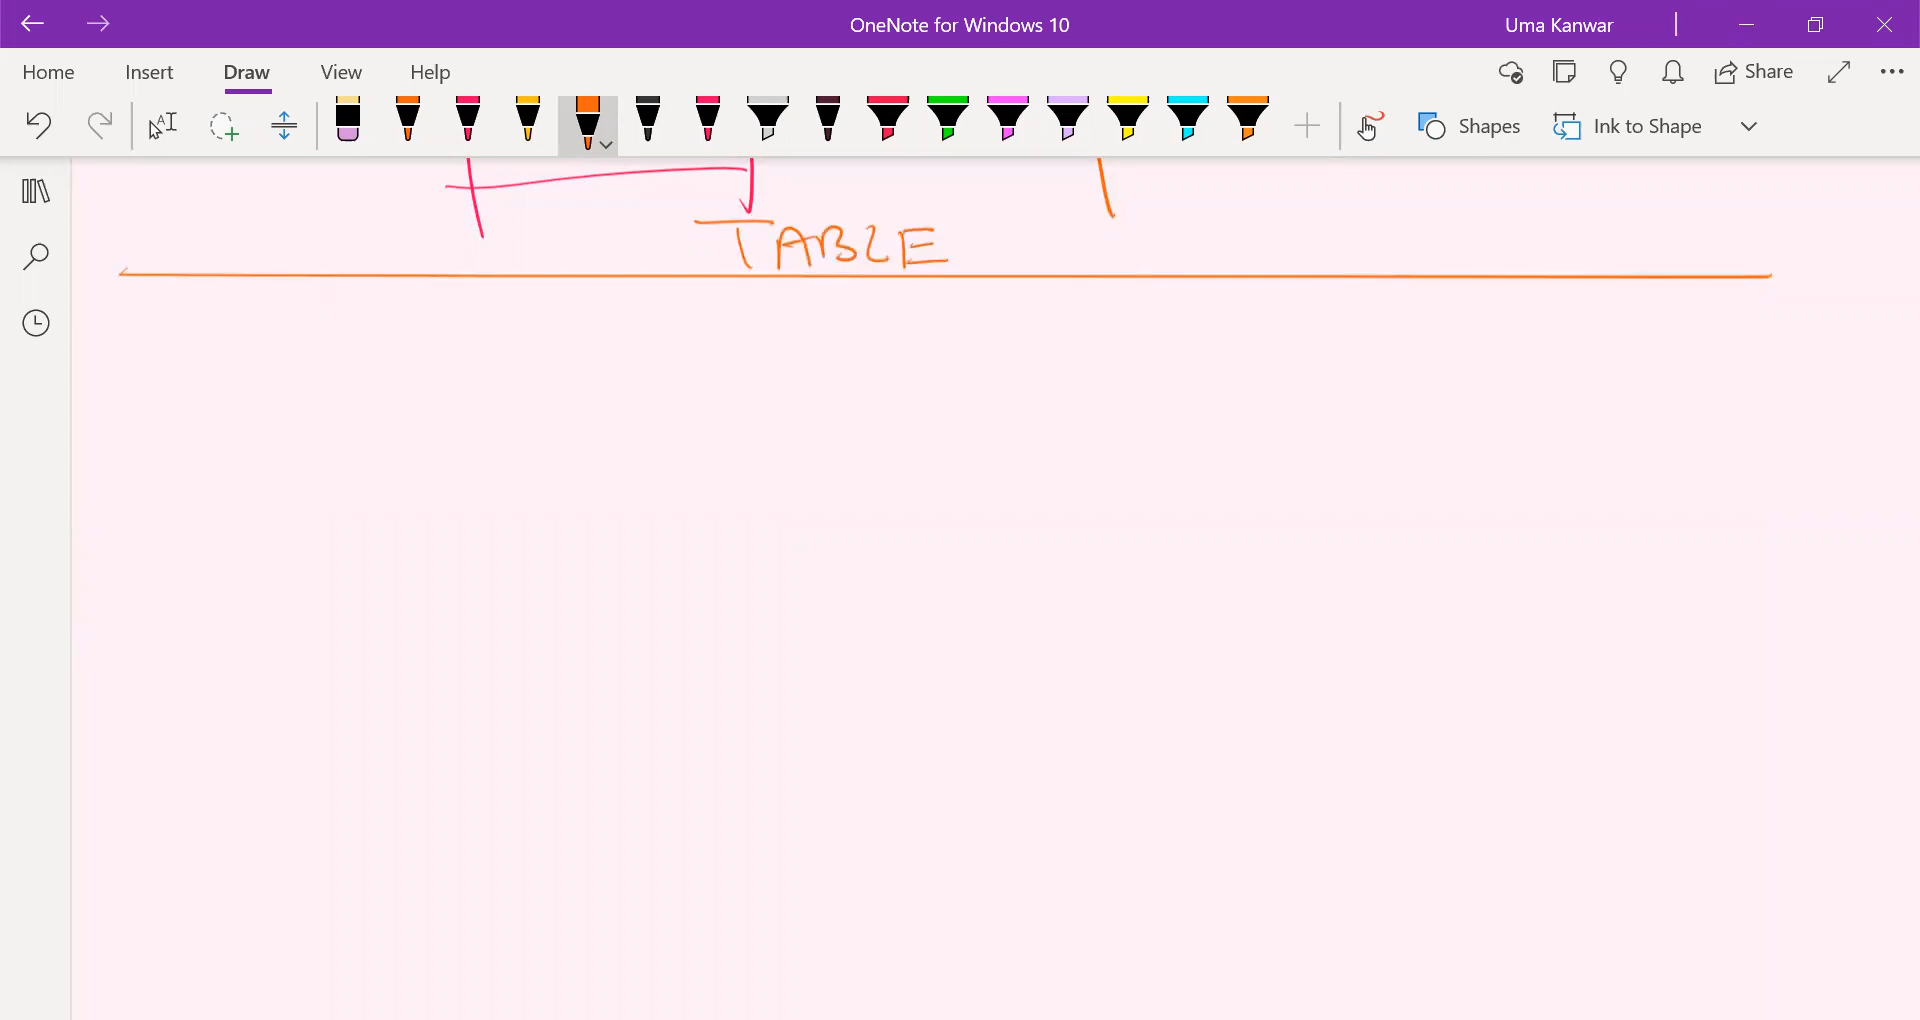 OneNote for Windows 10
Uma Kanwar
Home Insert Draw View Help
Share
Shapes
Ink to Shape
TABLE